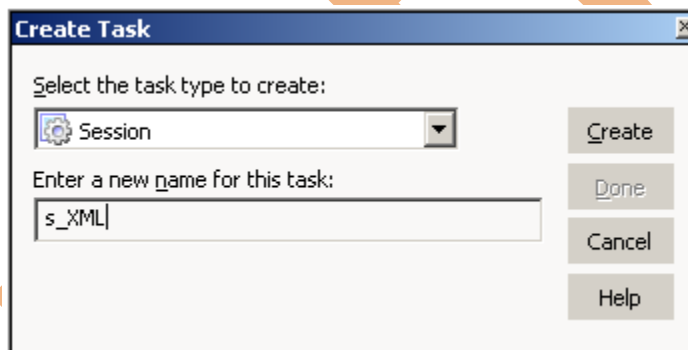 Create Task
Select the task type to create:
Session
Create
Enter a new name for this task:
Done
s_XML
Cancel
Help